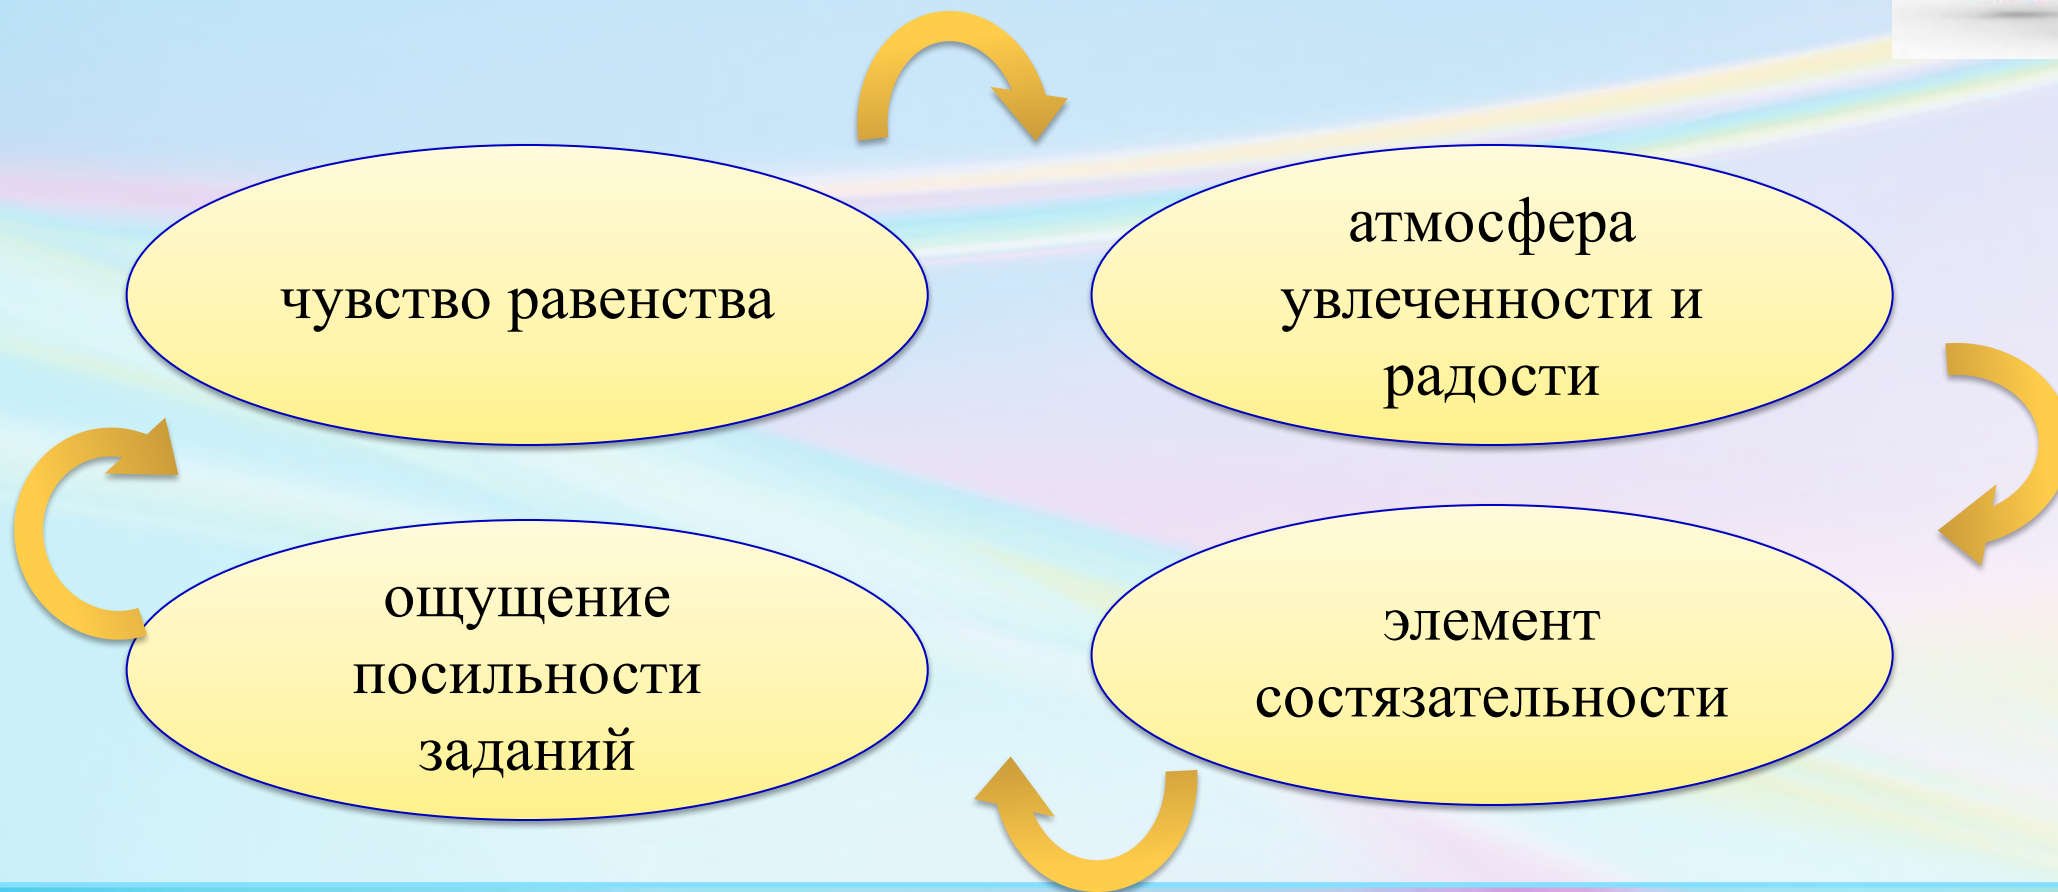 чувство равенства
атмосфера
увлеченности и
радости
ощущение
посильности
заданий
элемент
состязательности